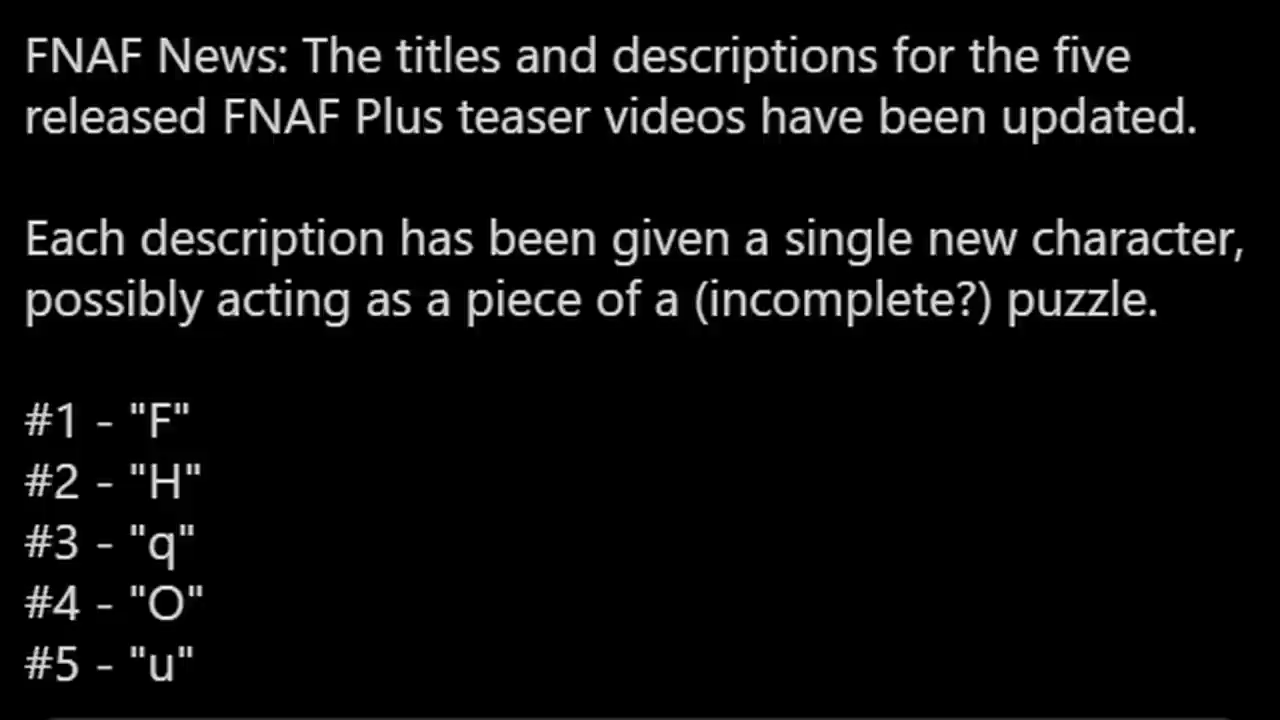 FNAF News: The titles and descriptions for the five
released FNAF Plus teaser videos have been updated.
Each description has been given a single new character,
possibly acting as a piece of a (incomplete?) puzzle.
#1 - "F"
#2 - "H"
#3 - "q"
#4 - "O"
#5 - "u"